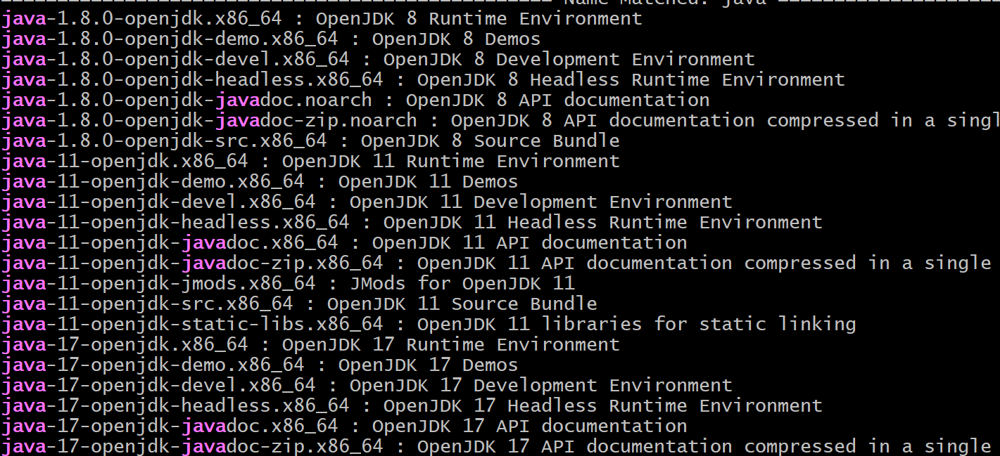 Name Matched: java
java-1.8.0-openjdk.x86_64 : OpenJDK 8 Runtime Environment
java-1.8.0-openjdk-demo.x86_64 : OpenJDK 8 Demos
java-1.8.0-openjdk-devel.x86_64 : OpenJDK 8 Development Environment
java-1.8.0-openjdk-headless.x86_64 : OpenJDK 8 Headless Runtime Environment
java-1.8.0-openjdk-javadoc.noarch : OpenJDK 8 API documentation
java-1.8.0-openjdk-javadoc-zip.noarch : OpenJDK 8 API documentation compressed in a singl
java-1.8.0-openjdk-src.x86_64 : OpenJDK 8 Source Bundle
java-11-openjdk.x86_64 : OpenJDK 11 Runtime Environment
java-11-openjdk-demo.x86_64 : OpenJDK 11 Demos
java-11-openjdk-devel.x86_64 : OpenJDK 11 Development Environment
java-11-openjdk-headless.x86_64 : OpenJDK 11 Headless Runtime Environment
java-11-openjdk-javadoc.x86_64 : OpenJDK 11 API documentation
java-11-openjdk-javadoc-zip.x86_64 : OpenJDK 11 API documentation compressed in a single
java-11-openjdk-jmods.x86_64 : JMods for OpenJDK 11
java-11-openjdk-src.x86_64 : OpenJDK 11 Source Bundle
java-11-openjdk-static-libs.x86_64 : OpenJDK 11 libraries for static linking
java-17-openjdk.x86_64 : OpenJDK 17 Runtime Environment
java-17-openjdk-demo.x86_64 : OpenJDK 17 Demos
java-17-openjdk-devel.x86_64 : OpenJDK 17 Development Environment
java-17-openjdk-headless.x86_64 : OpenJDK 17 Headless Runtime Environment
java-17-openjdk-javadoc.x86_64 : OpenJDK 17 API documentation
java-17-openjdk-javadoc-zip.x86_64 : OpenJDK 17 API documentation compressed in a single